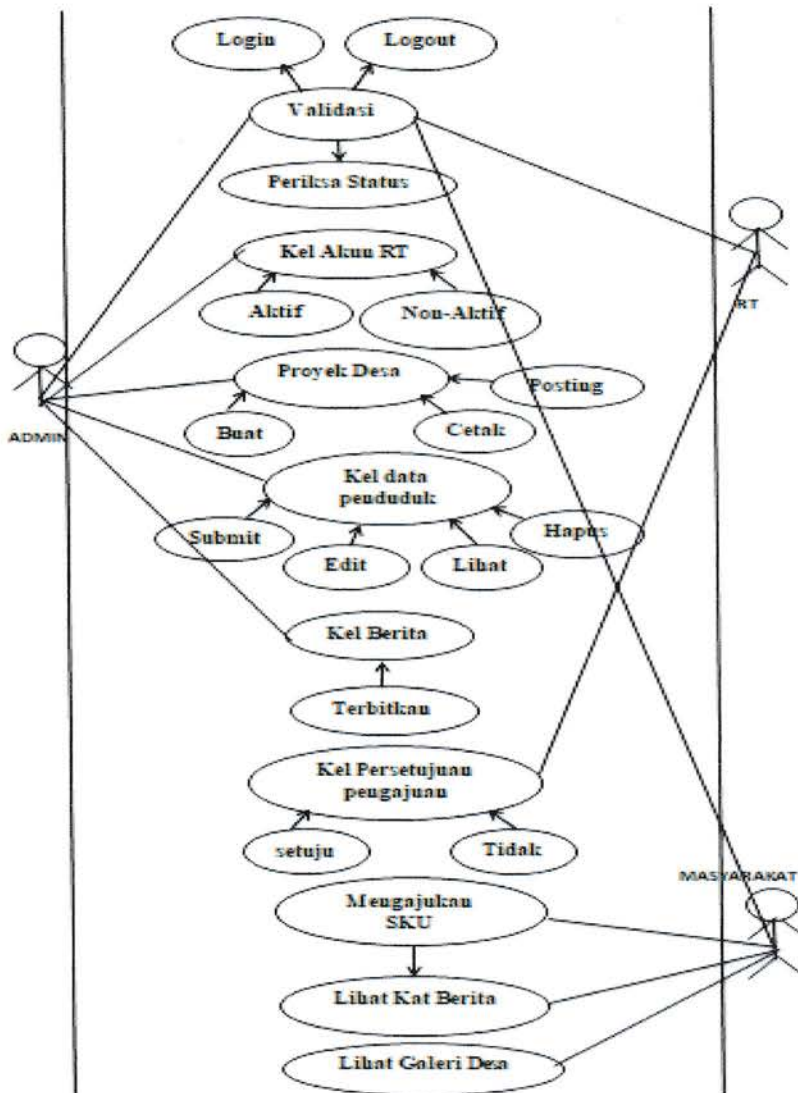 Login
Logout
Validasi
Periksa Status
Kel Akun RT
Aktif
Non-Aktif
RT
Proyek Desa
Posting
Buat
Cetak
ADMIN
Kel data
penduduk
Submit
Hapus
Edit
Lihat
Kel Berita
Terbitkan
Kel Persetujuan
pengajuan
setuju
Tidak
MASYARAKAT
Mengajukan
SKU
Lihat Kat Berita
Lihat Galeri Desa